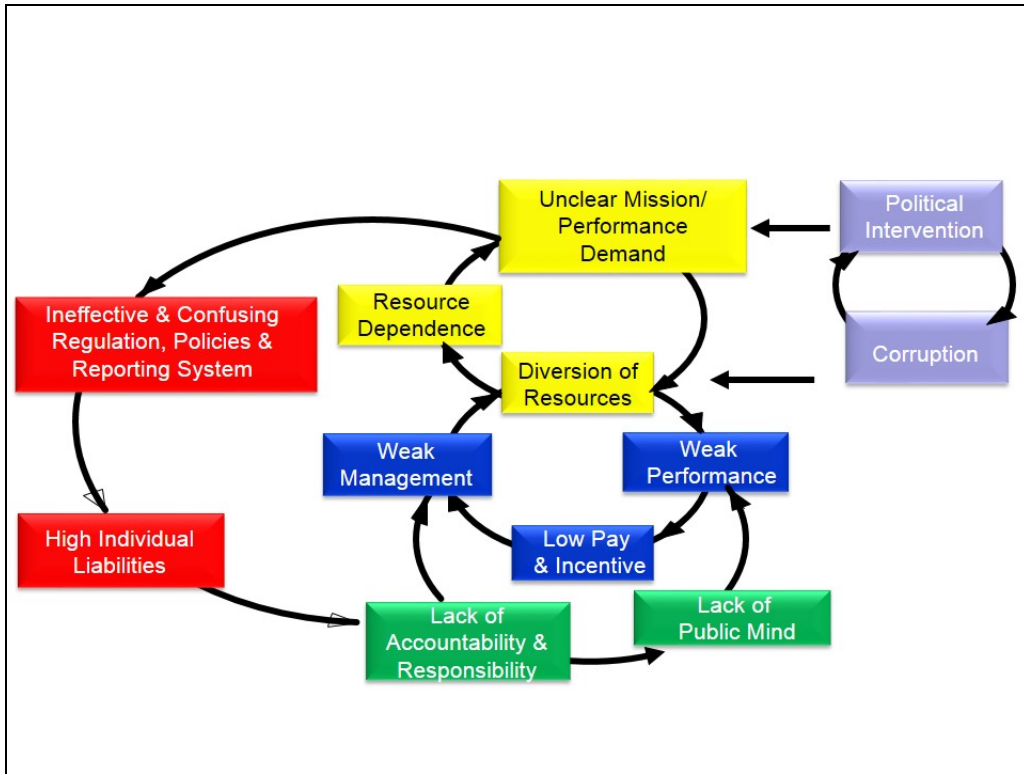 Unclear Mission/
Performance
Demand
Political
Intervention
Resource
Dependence
Ineffective & Confusing
Regulation, Policies &
Reporting System
Corruption
Diversion of
Resources
Weak
Management
Weak
Performance
High Individual
Liabilities
Low Pay
& Incentive
Lack of
Accountability &
Responsibility
Lack of
Public Mind